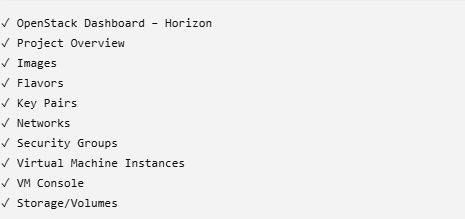 ✓ OpenStack Dashboard – Horizon
✓ Project Overview
✓ Images
✓ Flavors
✓ Key Pairs
✓ Networks
✓ Security Groups
✓ Virtual Machine Instances
✓ VM Console
✓ Storage/Volumes